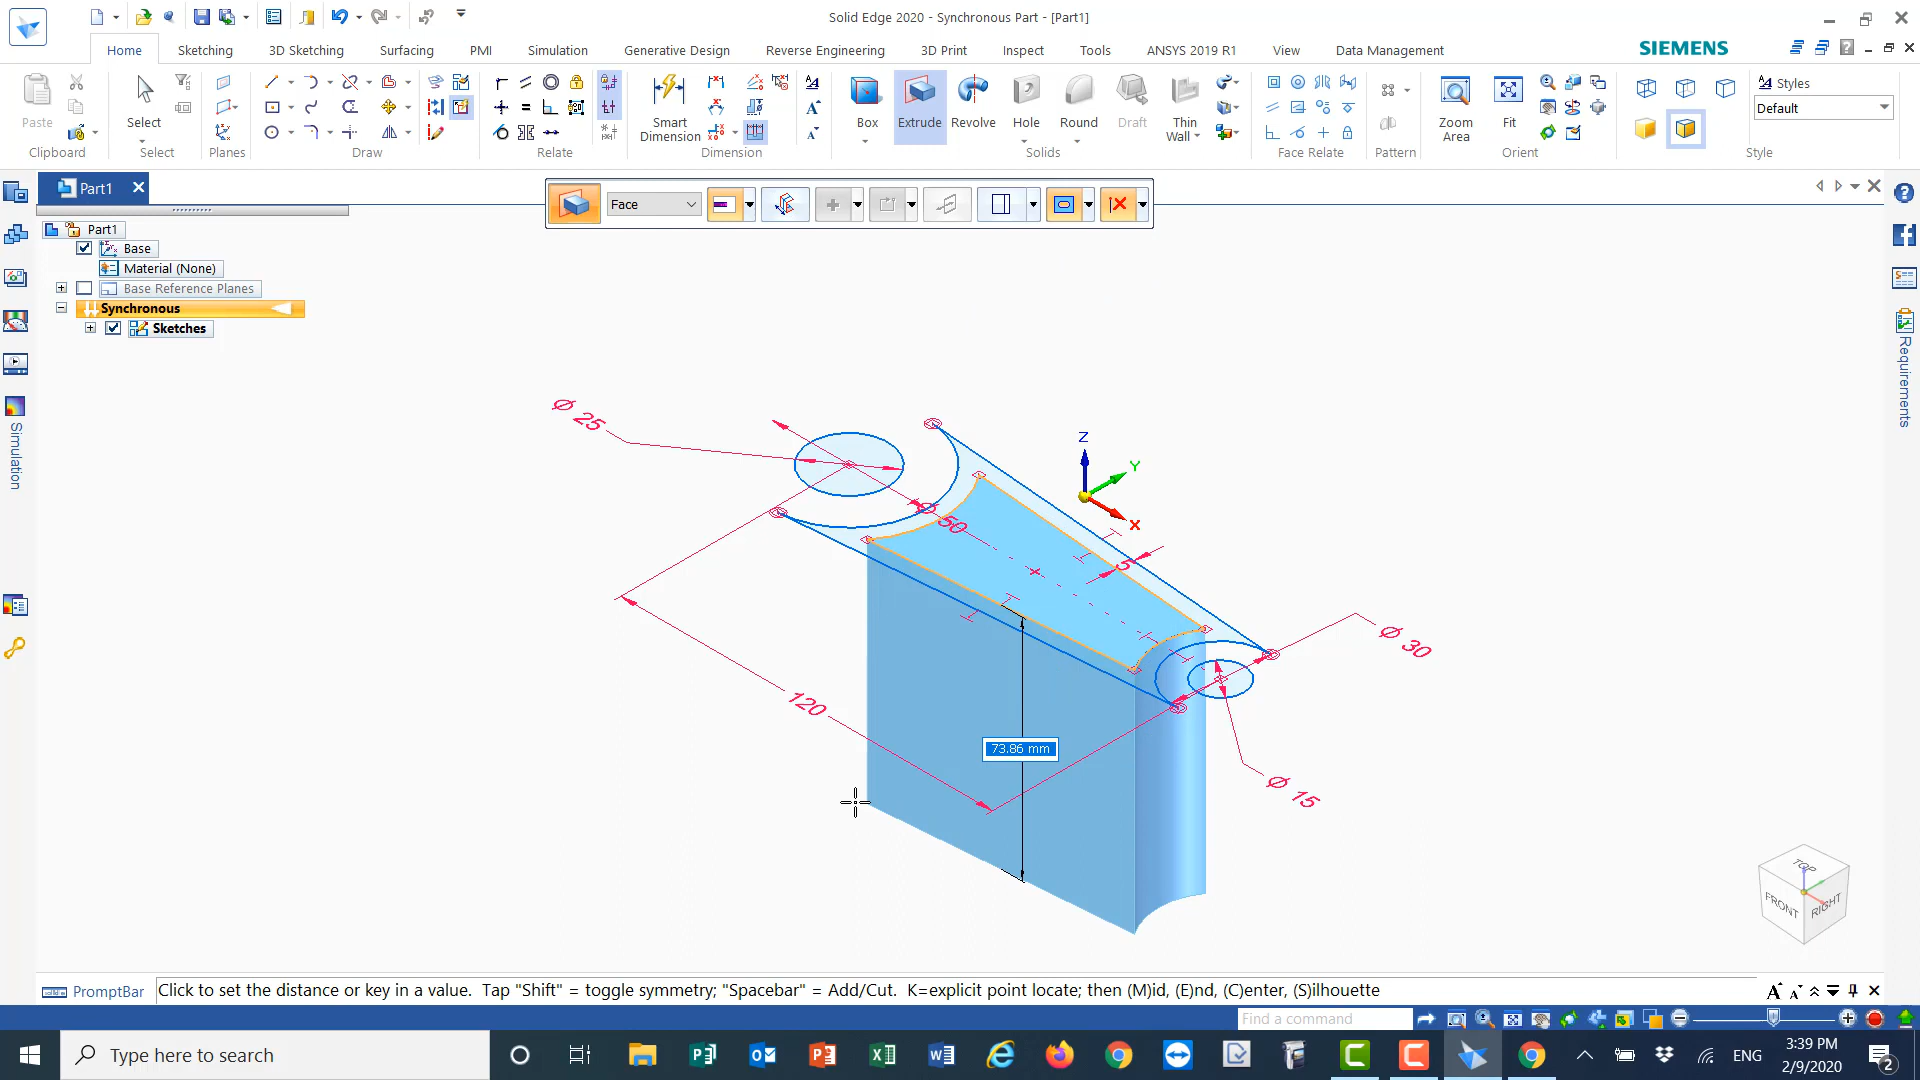 Solid Edge 2020 - Synchronous Part - [Part1]
Home
Sketching
3D Sketching
Surfacing
PMI
Simulation
Generative Design
Reverse Engineering
3D Print
Inspect
Tools
ANSYS 2019 R1
View
Data Management
SIEMENS
Paste
Clipboard
Select
Select
Planes
Draw
Relate
Smart
Dimension
Dimension
Box
Extrude
Revolve
Hole
Round
Draft
Thin
Wall
Solids
Face Relate
Pattern
Zoom
Area
Fit
Orient
Styles
Default
Style
Part1
Face
Part1
Base
Material (None)
Base Reference Planes
Synchronous
Sketches
Simulation
Requirements
Ø 25
Ø 50
5
Ø 30
120
Ø 15
Z
Y
X
73.86 mm
TOP
FRONT
RIGHT
PromptBar
Click to set the distance or key in a value.  Tap "Shift" = toggle symmetry; "Spacebar" = Add/Cut.  K=explicit point locate; then (M)id, (E)nd, (C)enter, (S)ilhouette
Find a command
Type here to search
ENG
3:39 PM
2/9/2020
2